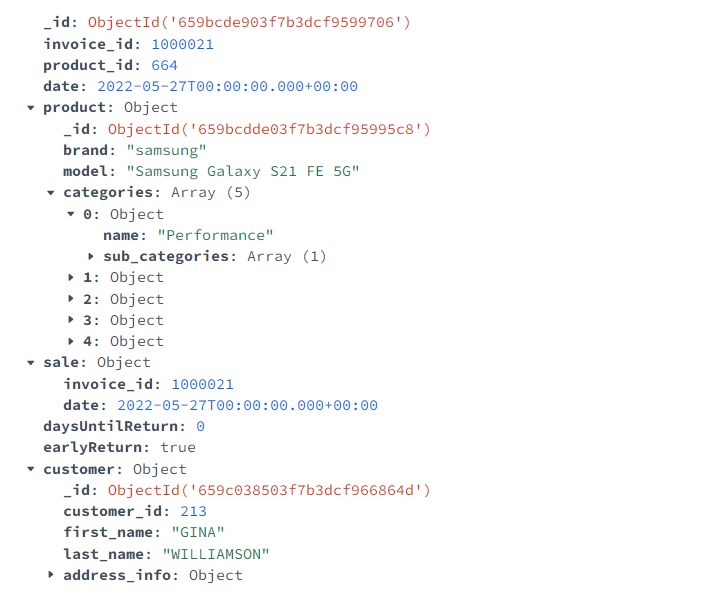 _id: ObjectId('659bcde903f7b3dcf9599706')
invoice_id: 1000021
product_id: 664
date: 2022-05-27T00:00:00.000+00:00
product: Object
_id: ObjectId('659bcdde03f7b3dcf95995c8')
brand: "samsung"
model: "Samsung Galaxy S21 FE 5G"
categories: Array (5)
0: Object
name: "Performance"
sub_categories: Array (1)
1: Object
2: Object
3: Object
4: Object
sale: Object
invoice_id: 1000021
date: 2022-05-27T00:00:00.000+00:00
daysUntilReturn: 0
earlyReturn: true
customer: Object
_id: ObjectId('659c038503f7b3dcf966864d')
customer_id: 213
first_name: "GINA"
last_name: "WILLIAMSON"
address_info: Object